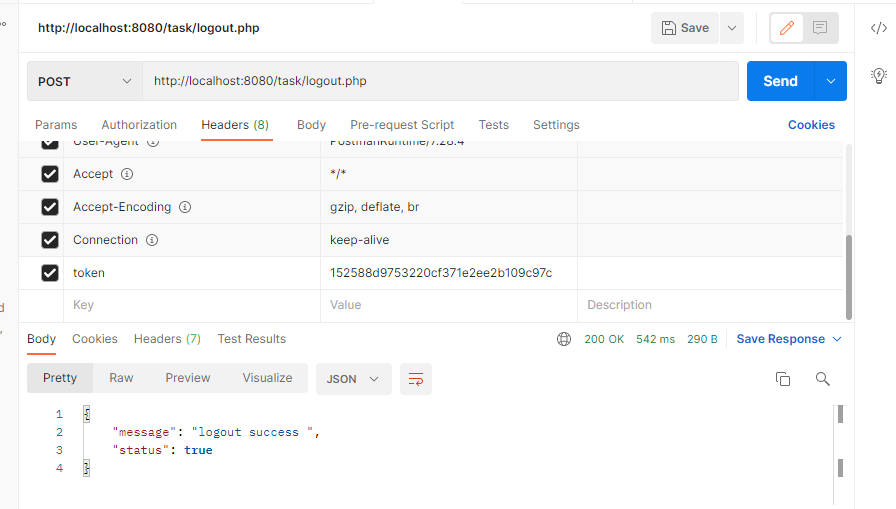 http://localhost:8080/task/logout.php Save
POST http://localhost:8080/task/logout.php Send
Params Authorization Headers (8) Body Pre-request Script Tests Settings Cookies
User-Agent PostmanRuntime/7.28.4
Accept */*
Accept-Encoding gzip, deflate, br
Connection keep-alive
token 152588d9753220cf371e2ee2b109c97c
Key Value Description
Body Cookies Headers (7) Test Results 200 OK 542 ms 290 B Save Response
Pretty Raw Preview Visualize JSON
1 {
2 "message": "logout success ",
3 "status": true
4 }